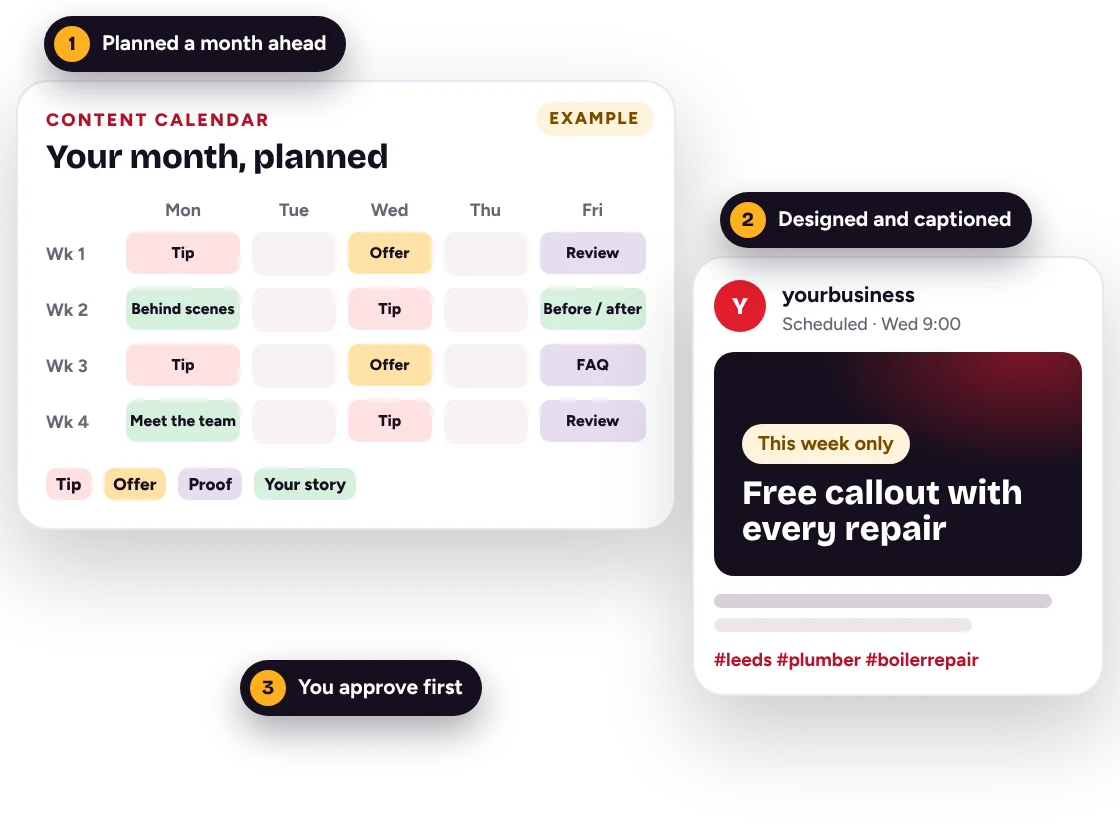 1 Planned a month ahead
CONTENT CALENDAR
EXAMPLE
Your month, planned
Mon Tue Wed Thu Fri
Wk 1 Tip Offer Review
Wk 2 Behind scenes Tip Before / after
Wk 3 Tip Offer FAQ
Wk 4 Meet the team Tip Review
Tip Offer Proof Your story
2 Designed and captioned
Y yourbusiness
Scheduled · Wed 9:00
This week only
Free callout with
every repair
#leeds #plumber #boilerrepair
3 You approve first